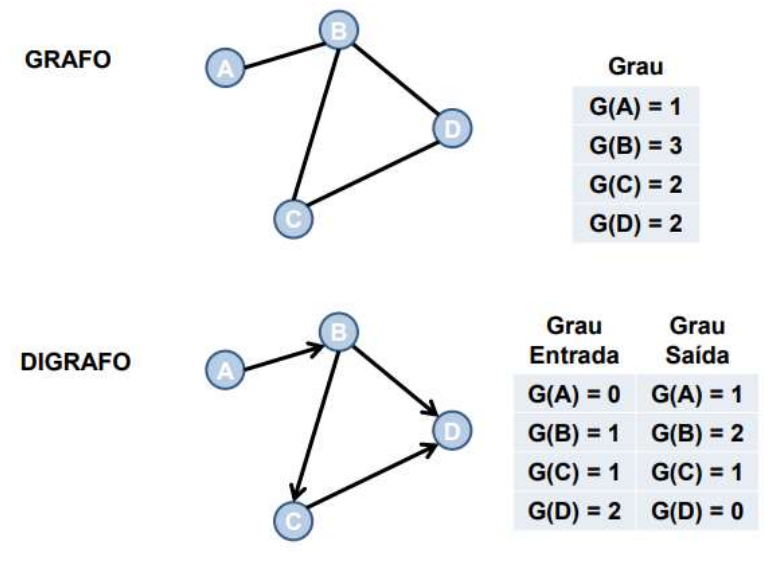 GRAFO
A
B
D
C
Grau
G(A) = 1
G(B) = 3
G(C) = 2
G(D) = 2
DIGRAFO
A
B
D
C
Grau Entrada
Grau Saída
G(A) = 0 G(A) = 1
G(B) = 1 G(B) = 2
G(C) = 1 G(C) = 1
G(D) = 2 G(D) = 0